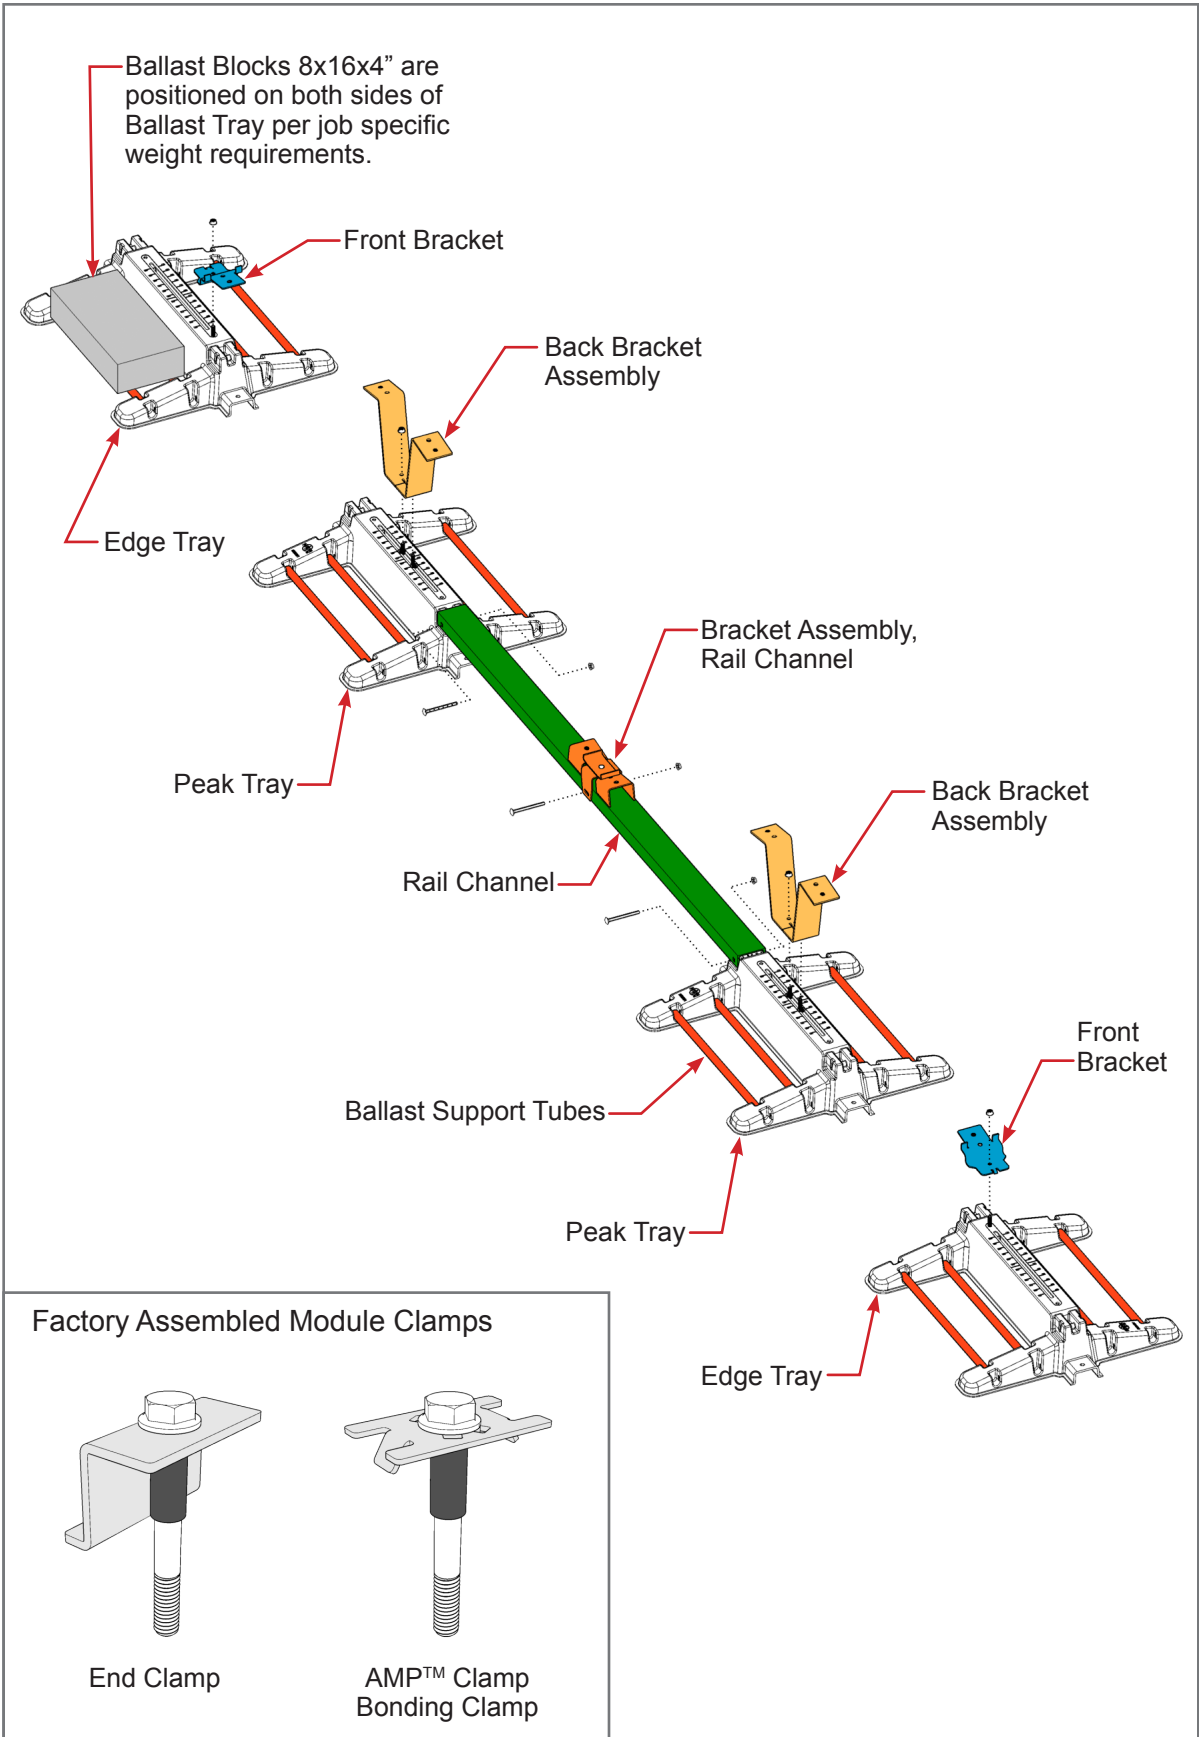 Ballast Blocks 8x16x4” are
positioned on both sides of
Ballast Tray per job specific
weight requirements.
Front Bracket
Back Bracket
Assembly
Edge Tray
Bracket Assembly,
Rail Channel
Peak Tray
Back Bracket
Assembly
Rail Channel
Front
Bracket
Ballast Support Tubes
Peak Tray
Edge Tray
Factory Assembled Module Clamps
End Clamp
AMP™ Clamp
Bonding Clamp